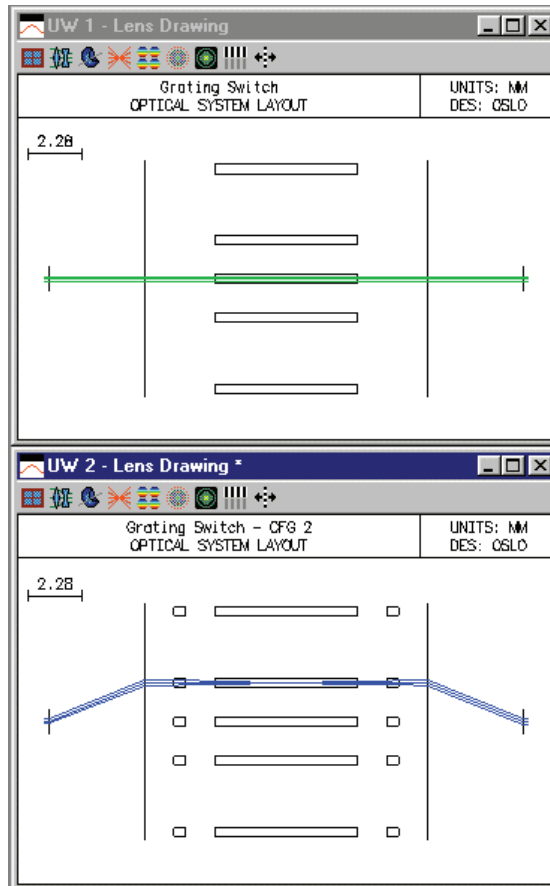 UW 1 - Lens Drawing
Grating Switch
OPTICAL SYSTEM LAYOUT
UNITS: MM
DES: OSLO
2.28
UW 2 - Lens Drawing *
Grating Switch - CFG 2
OPTICAL SYSTEM LAYOUT
UNITS: MM
DES: OSLO
2.28